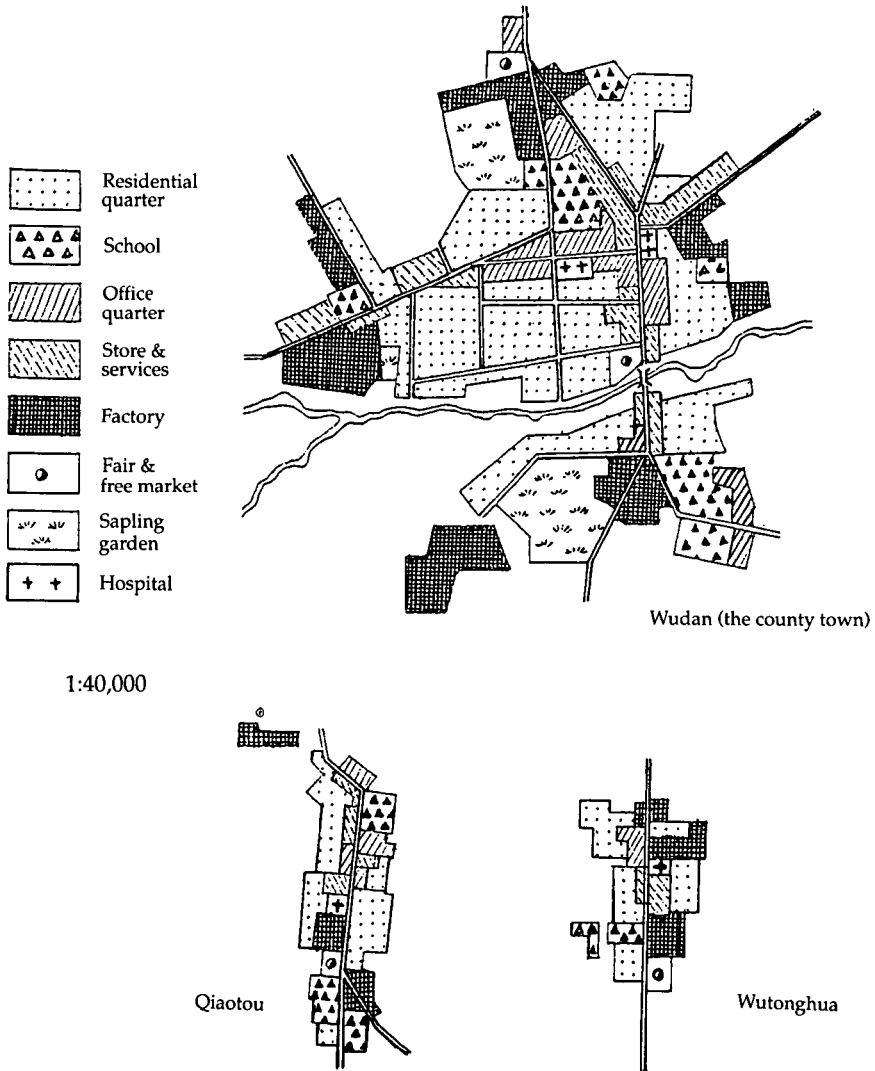 Residential
quarter
School
Office
quarter
Store &
services
Factory
Fair &
free market
Sapling
garden
Hospital
Wudan (the county town)
1:40,000
Qiaotou
Wutonghua